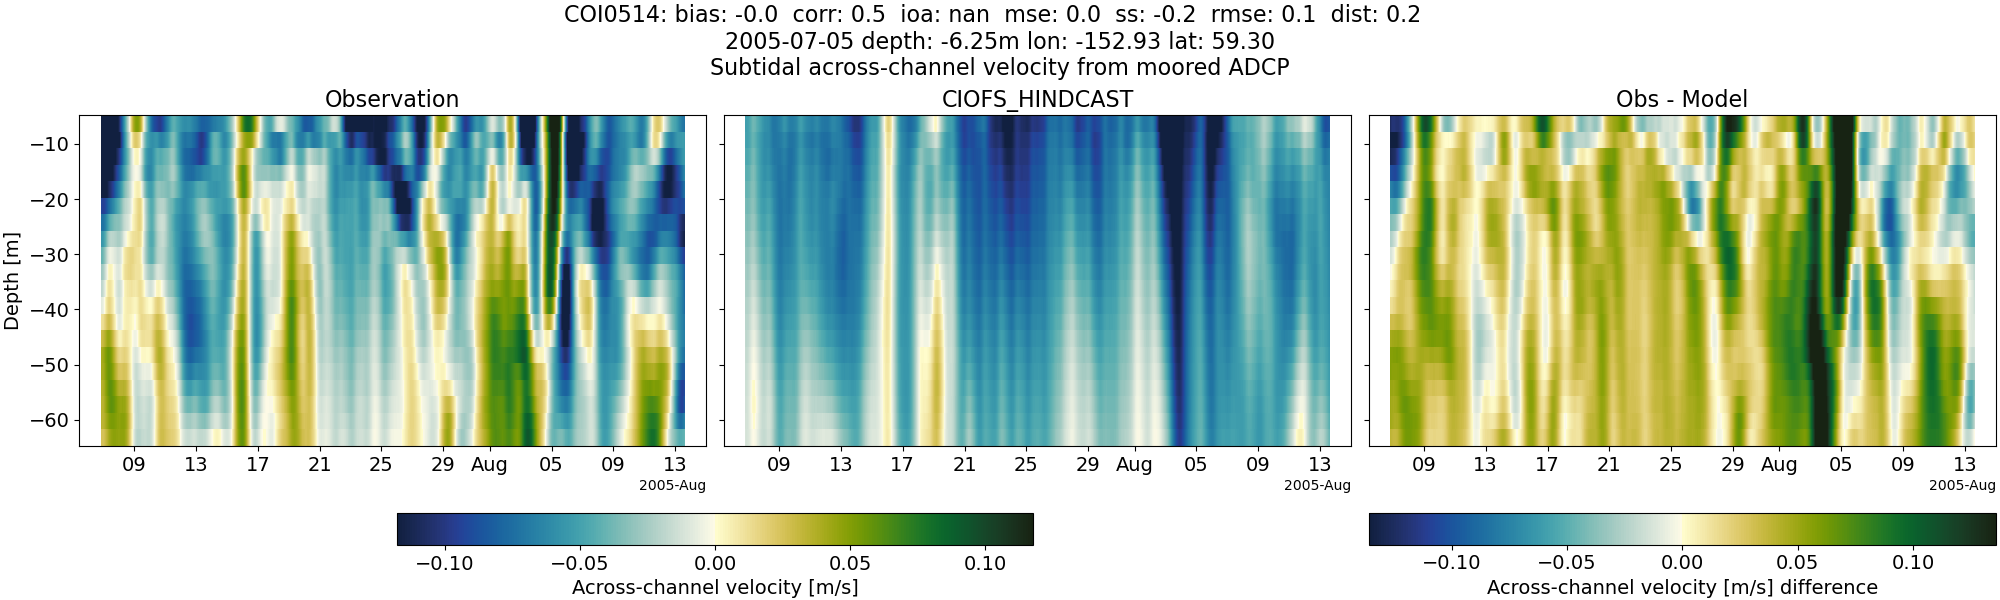 COI0514: bias: -0.0 corr: 0.5 ioa: nan mse: 0.0 ss: -0.2 rmse: 0.1 dist: 0.2
2005-07-05 depth: -6.25m lon: -152.93 lat: 59.30
Subtidal across-channel velocity from moored ADCP
Observation
CIOFS_HINDCAST
Obs - Model
Depth [m]
−10
−20
−30
−40
−50
−60
09 13 17 21 25 29 Aug 05 09 13
2005-Aug
09 13 17 21 25 29 Aug 05 09 13
2005-Aug
09 13 17 21 25 29 Aug 05 09 13
2005-Aug
−0.10 −0.05 0.00 0.05 0.10
Across-channel velocity [m/s]
−0.10 −0.05 0.00 0.05 0.10
Across-channel velocity [m/s] difference